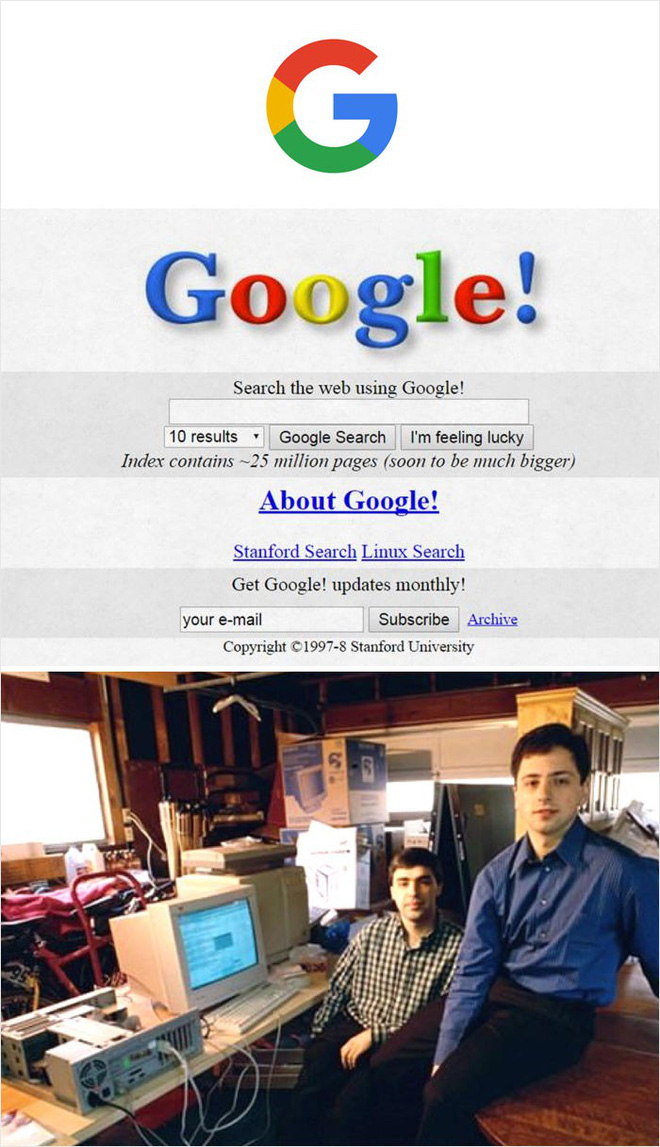 G
Google!
Search the web using Google!
10 results Google Search I'm feeling lucky
Index contains ~25 million pages (soon to be much bigger)
About Google!
Stanford Search Linux Search
Get Google! updates monthly!
your e-mail Subscribe Archive
Copyright ©1997-8 Stanford University